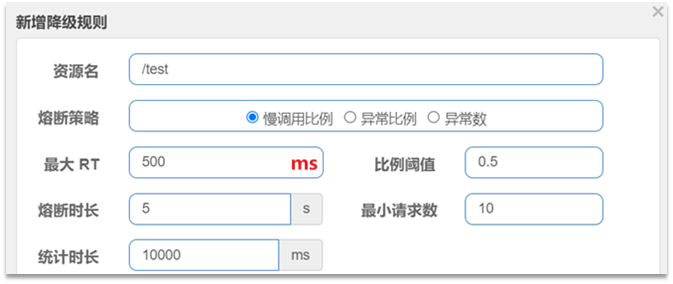 新增降级规则 ×
资源名 /test
熔断策略 慢调用比例 异常比例 异常数
最大 RT 500 ms 比例阈值 0.5
熔断时长 5 s 最小请求数 10
统计时长 10000 ms